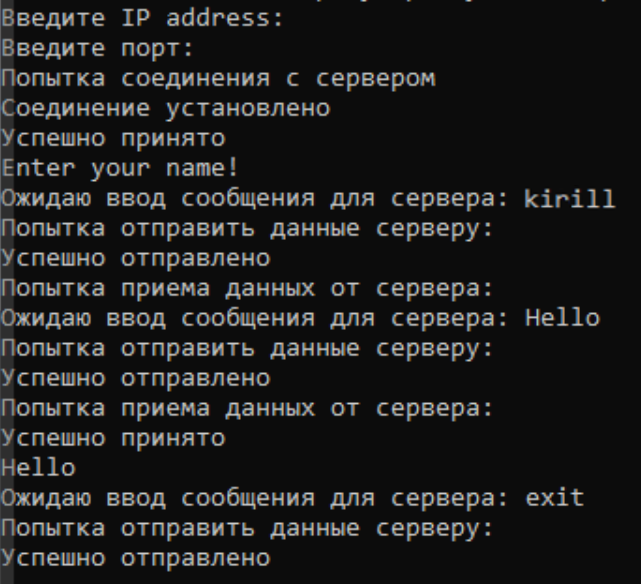 Введите IP address:
Введите порт:
Попытка соединения с сервером
Соединение установлено
Успешно принято
Enter your name!
Ожидаю ввод сообщения для сервера: kirill
Попытка отправить данные серверу:
Успешно отправлено
Попытка приема данных от сервера:
Ожидаю ввод сообщения для сервера: Hello
Попытка отправить данные серверу:
Успешно отправлено
Попытка приема данных от сервера:
Успешно принято
Hello
Ожидаю ввод сообщения для сервера: exit
Попытка отправить данные серверу:
Успешно отправлено